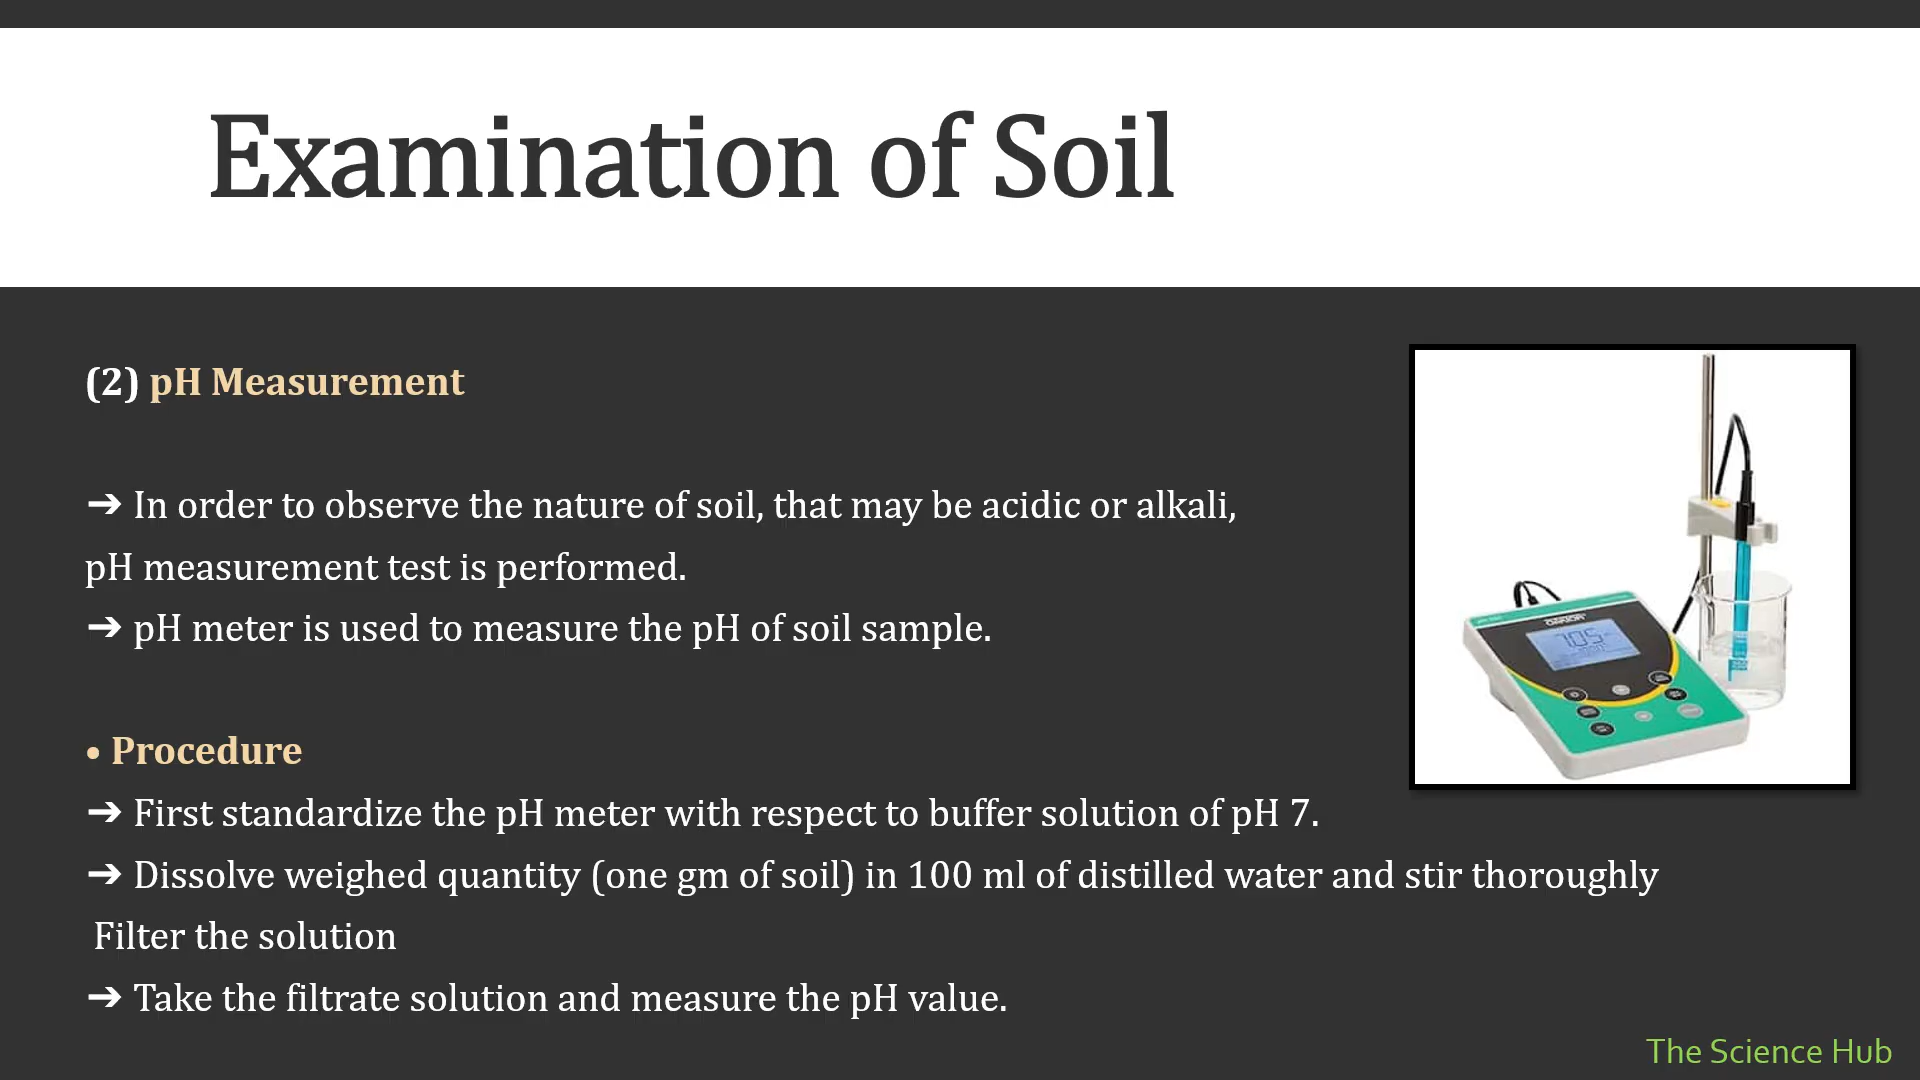 Examination of Soil
(2) pH Measurement
➔ In order to observe the nature of soil, that may be acidic or alkali,
pH measurement test is performed.
➔ pH meter is used to measure the pH of soil sample.
• Procedure
➔ First standardize the pH meter with respect to buffer solution of pH 7.
➔ Dissolve weighed quantity (one gm of soil) in 100 ml of distilled water and stir thoroughly
Filter the solution
➔ Take the filtrate solution and measure the pH value.
OAKTON
7.05
The Science Hub